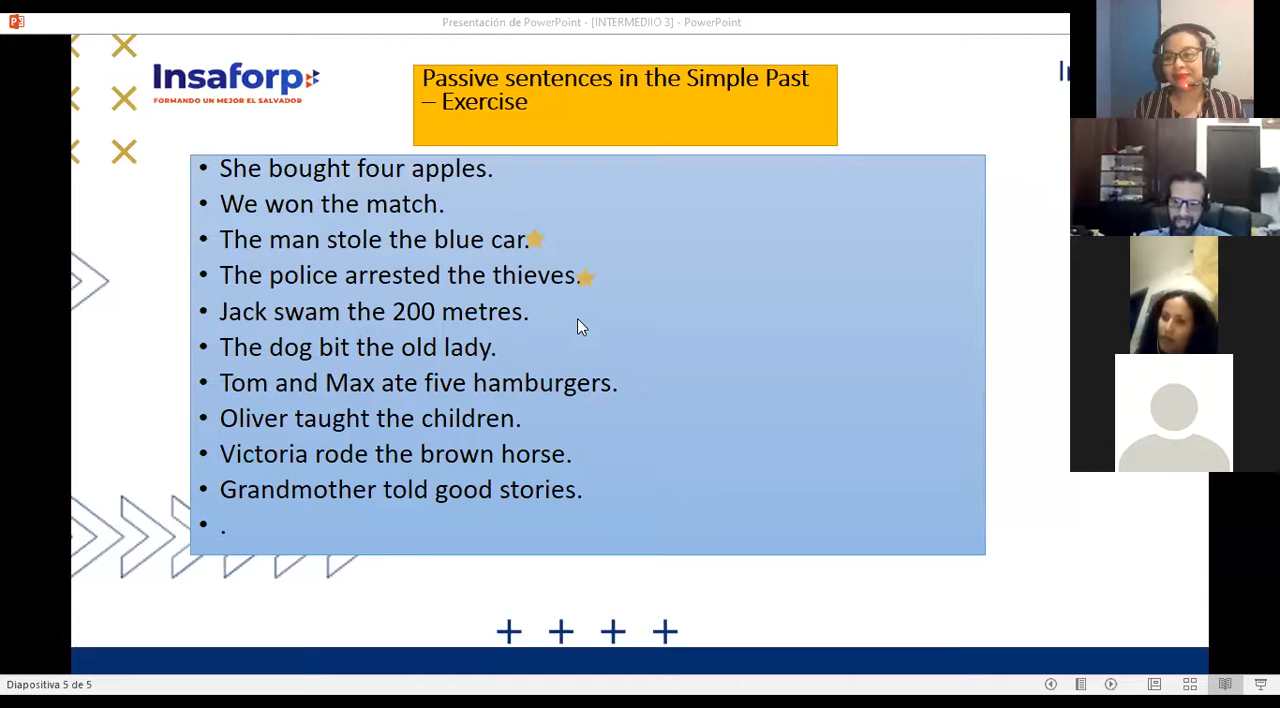 Presentación de PowerPoint - [INTERMEDIIO 3] - PowerPoint
Insaforp
FORMANDO UN MEJOR EL SALVADOR
Passive sentences in the Simple Past
– Exercise
• She bought four apples.
• We won the match.
• The man stole the blue car.
• The police arrested the thieves.
• Jack swam the 200 metres.
• The dog bit the old lady.
• Tom and Max ate five hamburgers.
• Oliver taught the children.
• Victoria rode the brown horse.
• Grandmother told good stories.
• .
Diapositiva 5 de 5